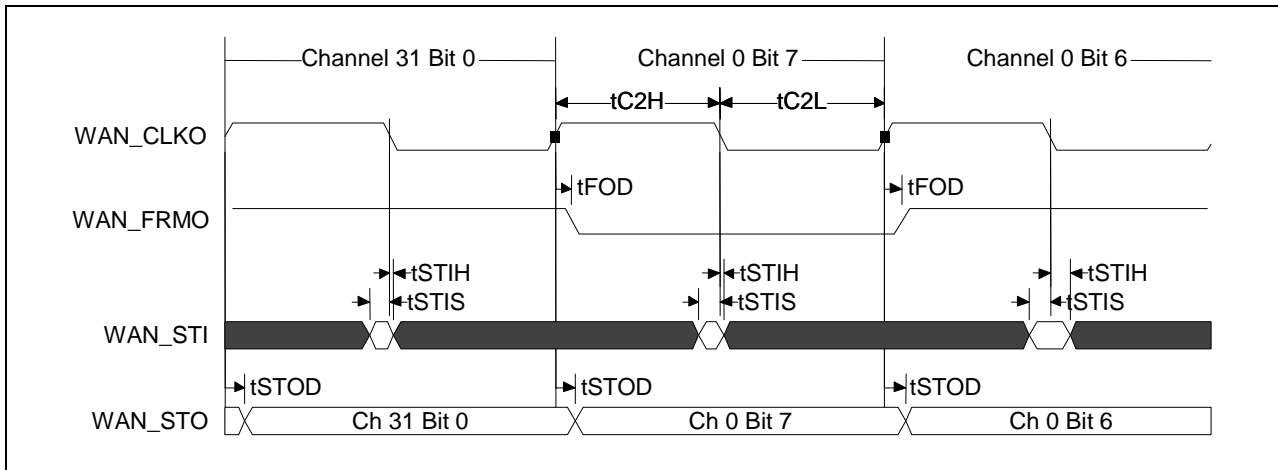 Channel 31 Bit 0 Channel 0 Bit 7 Channel 0 Bit 6
tC2H tC2L
WAN_CLKO
tFOD tFOD
WAN_FRMO
tSTIH tSTIH tSTIH
tSTIS tSTIS tSTIS
WAN_STI
tSTOD tSTOD tSTOD
WAN_STO Ch 31 Bit 0 Ch 0 Bit 7 Ch 0 Bit 6